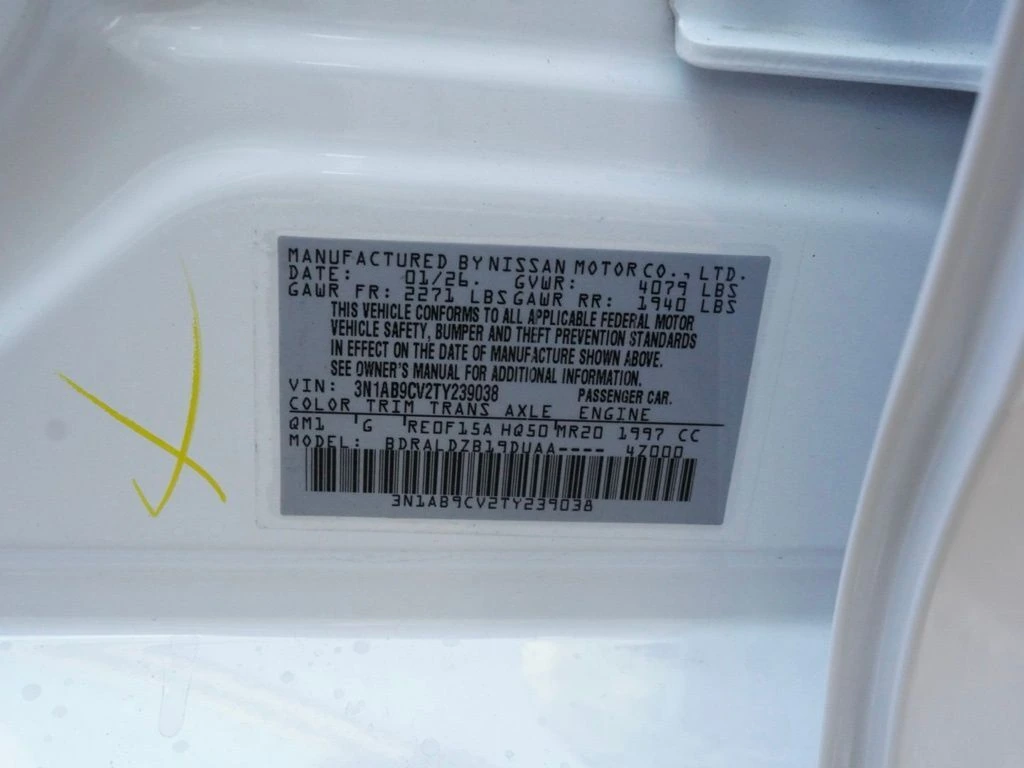 MANUFACTURED BY NISSAN MOTOR CO., LTD.
DATE: 01/26. GVWR: 4079 LBS
GAWR FR: 2271 LBS GAWR RR: 1940 LBS
THIS VEHICLE CONFORMS TO ALL APPLICABLE FEDERAL MOTOR
VEHICLE SAFETY, BUMPER AND THEFT PREVENTION STANDARDS
IN EFFECT ON THE DATE OF MANUFACTURE SHOWN ABOVE.
SEE OWNER'S MANUAL FOR ADDITIONAL INFORMATION.
VIN: 3N1AB9CV2TY239038 PASSENGER CAR.
COLOR TRIM TRANS AXLE ENGINE
QM1 G RE0F15A HQ50 MR20 1997 CC
MODEL: BDRALDZB19DUAA---- 4Z000
3N1AB9CV2TY239038